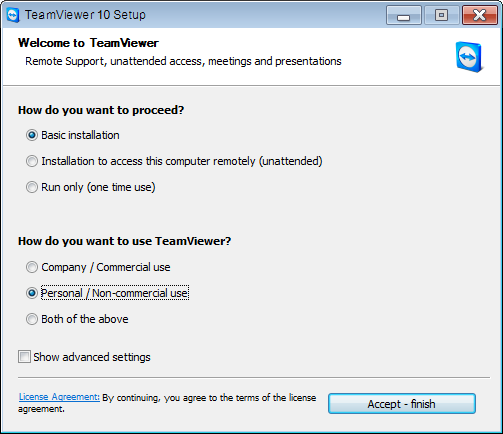 TeamViewer 10 Setup
Welcome to TeamViewer
Remote Support, unattended access, meetings and presentations
How do you want to proceed?
Basic installation
Installation to access this computer remotely (unattended)
Run only (one time use)
How do you want to use TeamViewer?
Company / Commercial use
Personal / Non-commercial use
Both of the above
Show advanced settings
License Agreement: By continuing, you agree to the terms of the license
agreement.
Accept - finish